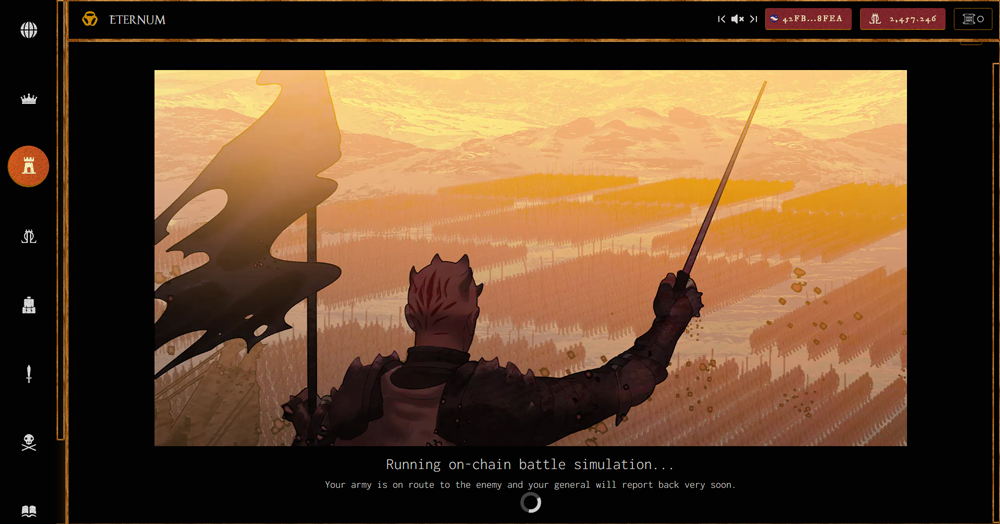 ETERNUM
42FB...8FEA
2,457.246
0
Running on-chain battle simulation...
Your army is on route to the enemy and your general will report back very soon.